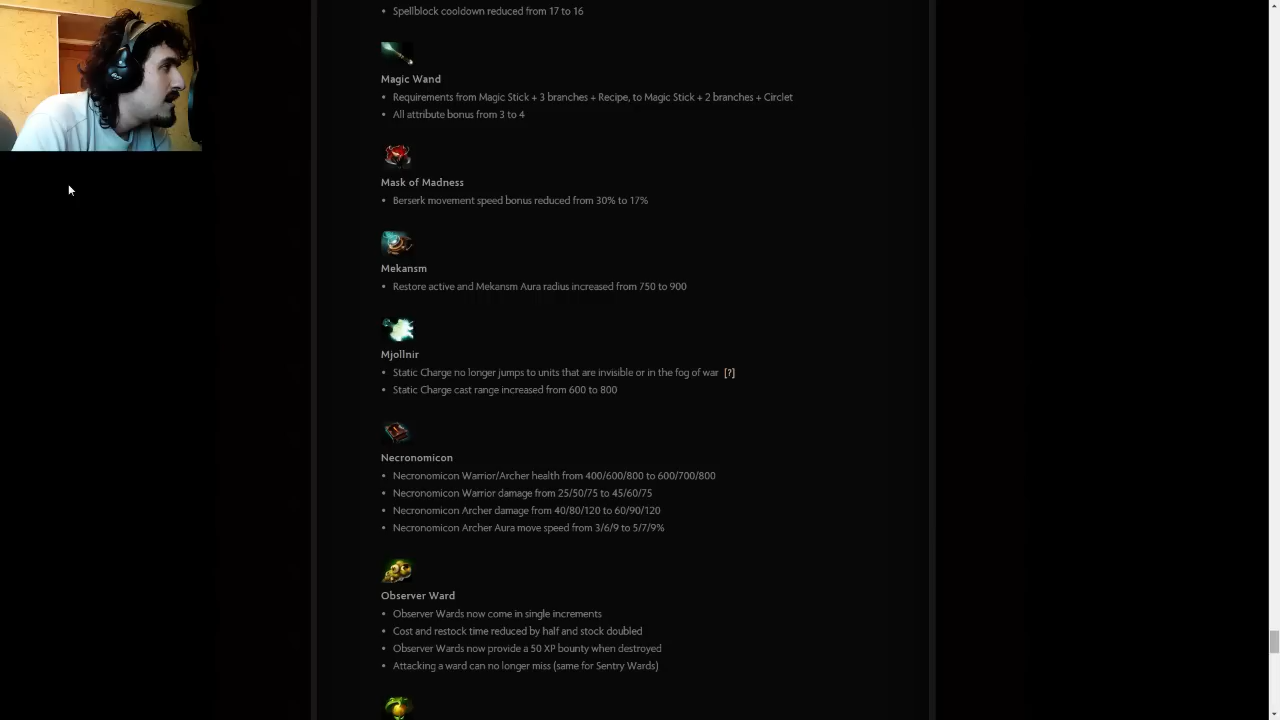 Spellblock cooldown reduced from 17 to 16
Magic Wand
Requirements from Magic Stick + 3 branches + Recipe, to Magic Stick + 2 branches + Circlet
All attribute bonus from 3 to 4
Mask of Madness
Berserk movement speed bonus reduced from 30% to 17%
Mekansm
Restore active and Mekansm Aura radius increased from 750 to 900
Mjollnir
Static Charge no longer jumps to units that are invisible or in the fog of war [?]
Static Charge cast range increased from 600 to 800
Necronomicon
Necronomicon Warrior/Archer health from 400/600/800 to 600/700/800
Necronomicon Warrior damage from 25/50/75 to 45/60/75
Necronomicon Archer damage from 40/80/120 to 60/90/120
Necronomicon Archer Aura move speed from 3/6/9 to 5/7/9%
Observer Ward
Observer Wards now come in single increments
Cost and restock time reduced by half and stock doubled
Observer Wards now provide a 50 XP bounty when destroyed
Attacking a ward can no longer miss (same for Sentry Wards)